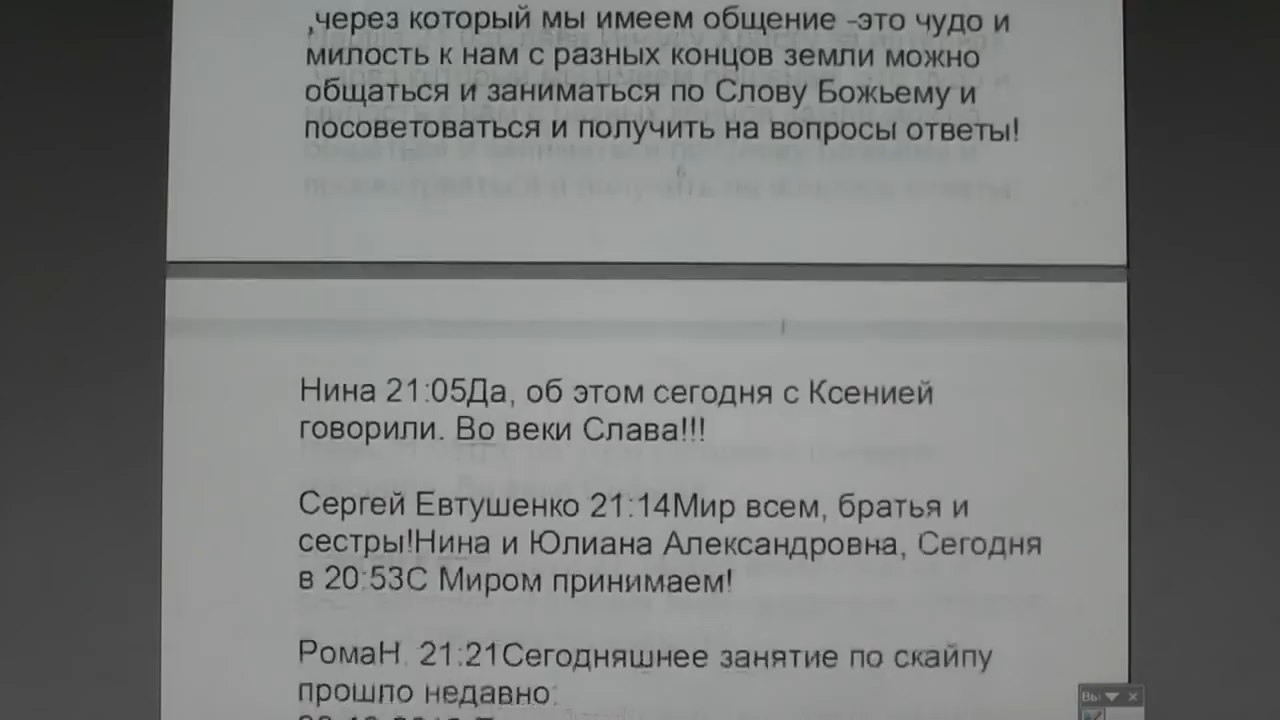 ,через который мы имеем общение -это чудо и
милость к нам с разных концов земли можно
общаться и заниматься по Слову Божьему и
посоветоваться и получить на вопросы ответы!
Нина 21:05Да, об этом сегодня с Ксенией
говорили. Во веки Слава!!!
Сергей Евтушенко 21:14Мир всем, братья и
сестры!Нина и Юлиана Александровна, Сегодня
в 20:53С Миром принимаем!
РомаН, 21:21Сегодняшнее занятие по скайпу
прошло недавно:
Вы